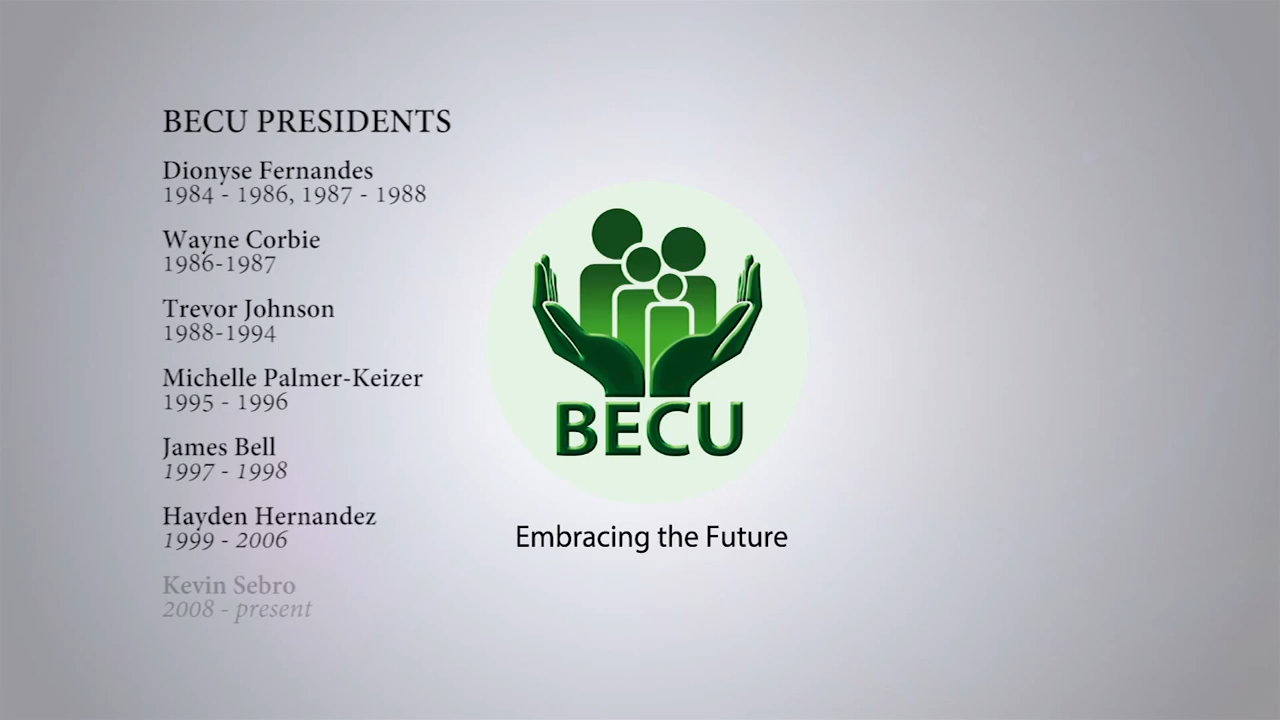 BECU PRESIDENTS
Dionyse Fernandes
1984 - 1986, 1987 - 1988
Wayne Corbie
1986-1987
Trevor Johnson
1988-1994
Michelle Palmer-Keizer
1995 - 1996
James Bell
1997 - 1998
Hayden Hernandez
1999 - 2006
Kevin Sebro
2008 - present
BECU
Embracing the Future